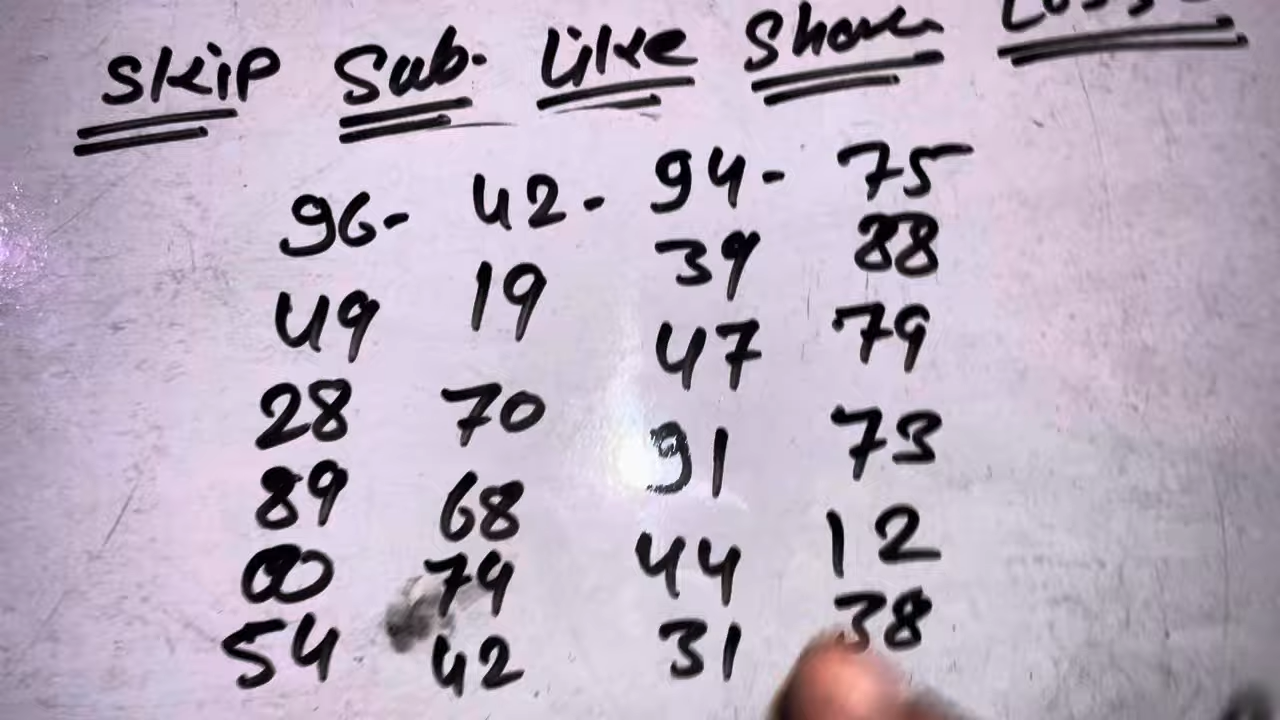 Skip Sub. Like Share Loss
96- 42- 94- 75
49 19 39 88
28 70 47 79
89 68 91 73
00 79 44 12
54 42 31 38